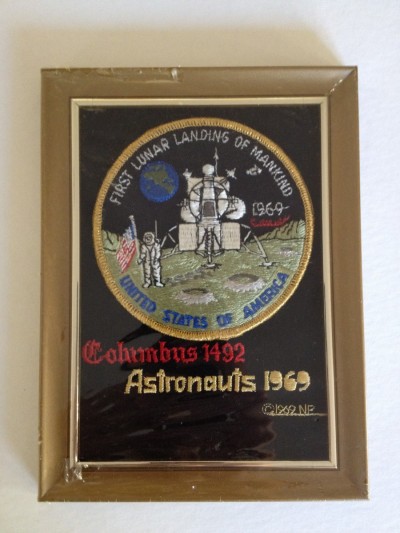 FIRST LUNAR LANDING OF MANKIND
1969
UNITED STATES OF AMERICA
Columbus 1492
Astronauts 1969
©1969 NP